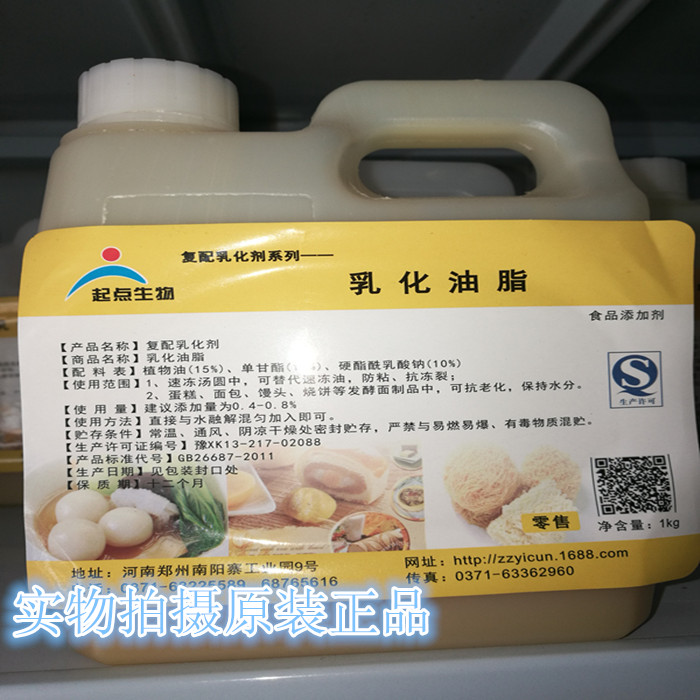 复配乳化剂系列——
乳化油脂
起点生物
食品添加剂
【产品名称】复配乳化剂
【商品名称】乳化油脂
【配 料 表】植物油(15%)、单甘酯( %)、硬酯酰乳酸钠(10%)
【使用范围】1、速冻汤圆中，可替代速冻油，防粘、抗冻裂；
2、蛋糕、面包、馒头、烧饼等发酵面制品中，可抗老化，保持水分。
【使 用 量】建议添加量为0.4-0.8%
【使用方法】直接与水融解混匀加入即可。
【贮存条件】常温、通风、阴凉干燥处密封贮存，严禁与易燃易爆、有毒物质混贮。
【生产许可证编号】豫XK13-217-02088
【产品标准代号】GB26687-2011
【生产日期】见包装封口处
【保 质 期】十二个月
生产许可
零售
净含量：1kg
地址：河南郑州南阳寨工业园9号
网址：http://zzyicun.1688.com
68765616
传真：0371-63362960
实物拍摄原装正品